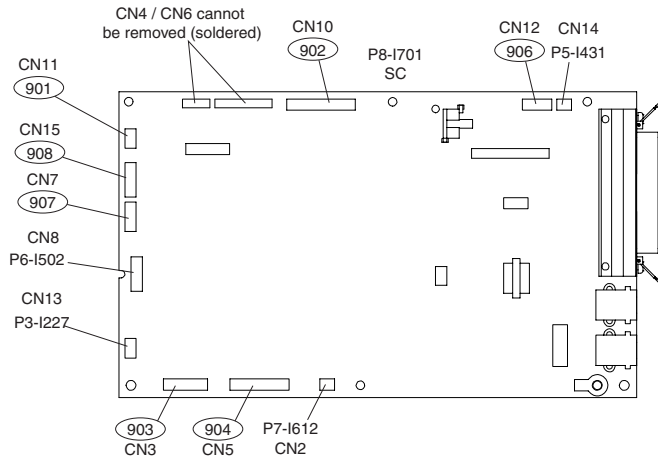 CN4 / CN6 cannot
be removed (soldered)
CN10
902
P8-I701
SC
CN12
906
CN14
P5-I431
CN11
901
CN15
908
CN7
907
CN8
P6-I502
CN13
P3-I227
903
CN3
904
CN5
P7-I612
CN2